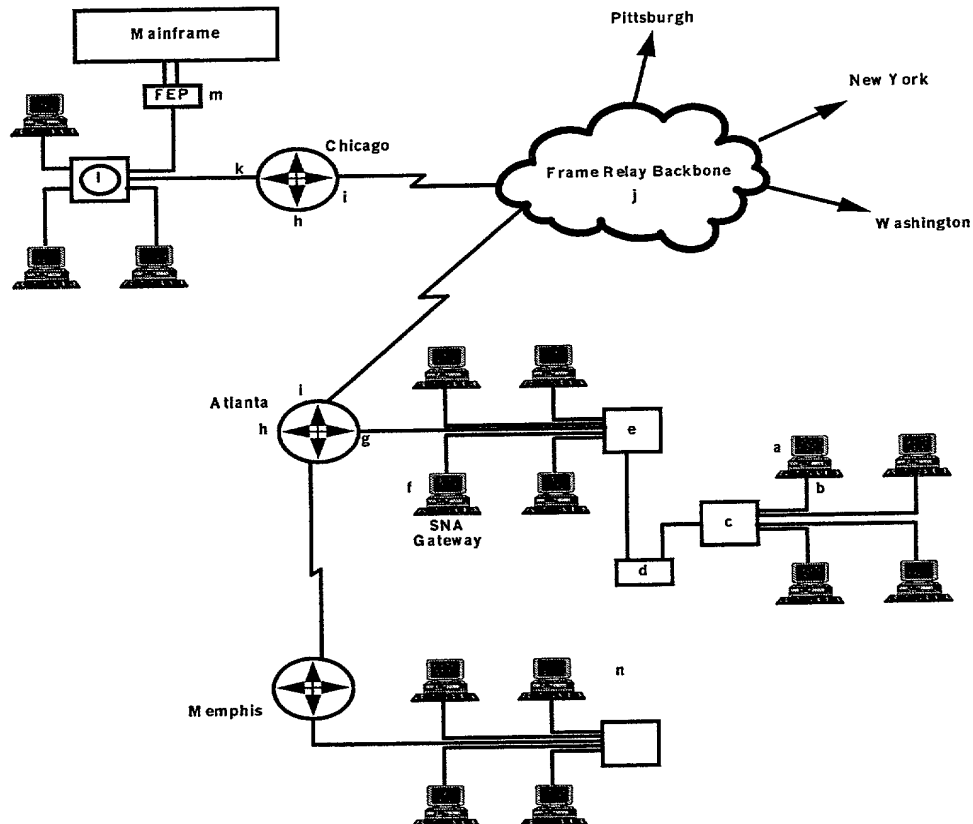 Pittsburgh
Mainframe
New York
FEP m
Chicago
Frame Relay Backbone
l
k
i
j
h
Washington
i
Atlanta
h
g
e
a
f
b
SNA
Gateway
c
d
n
Memphis